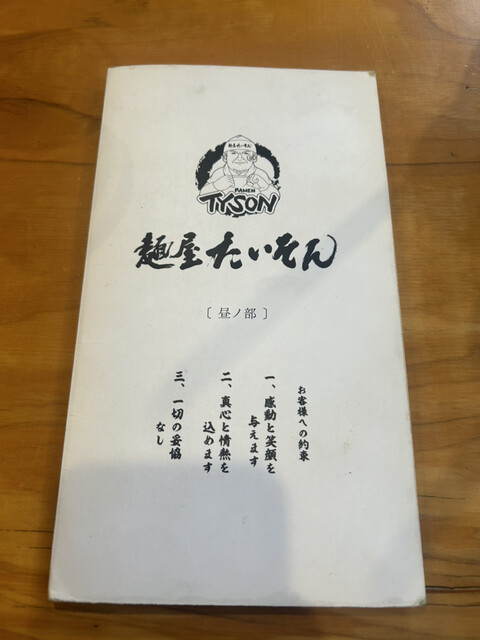 麺屋たいそん
RAMEN
TYSON
麺屋たいそん
〔昼ノ部〕
お客様への約束
一、感動と笑顔を
与えます
二、真心と情熱を
込めます
三、一切の妥協
なし